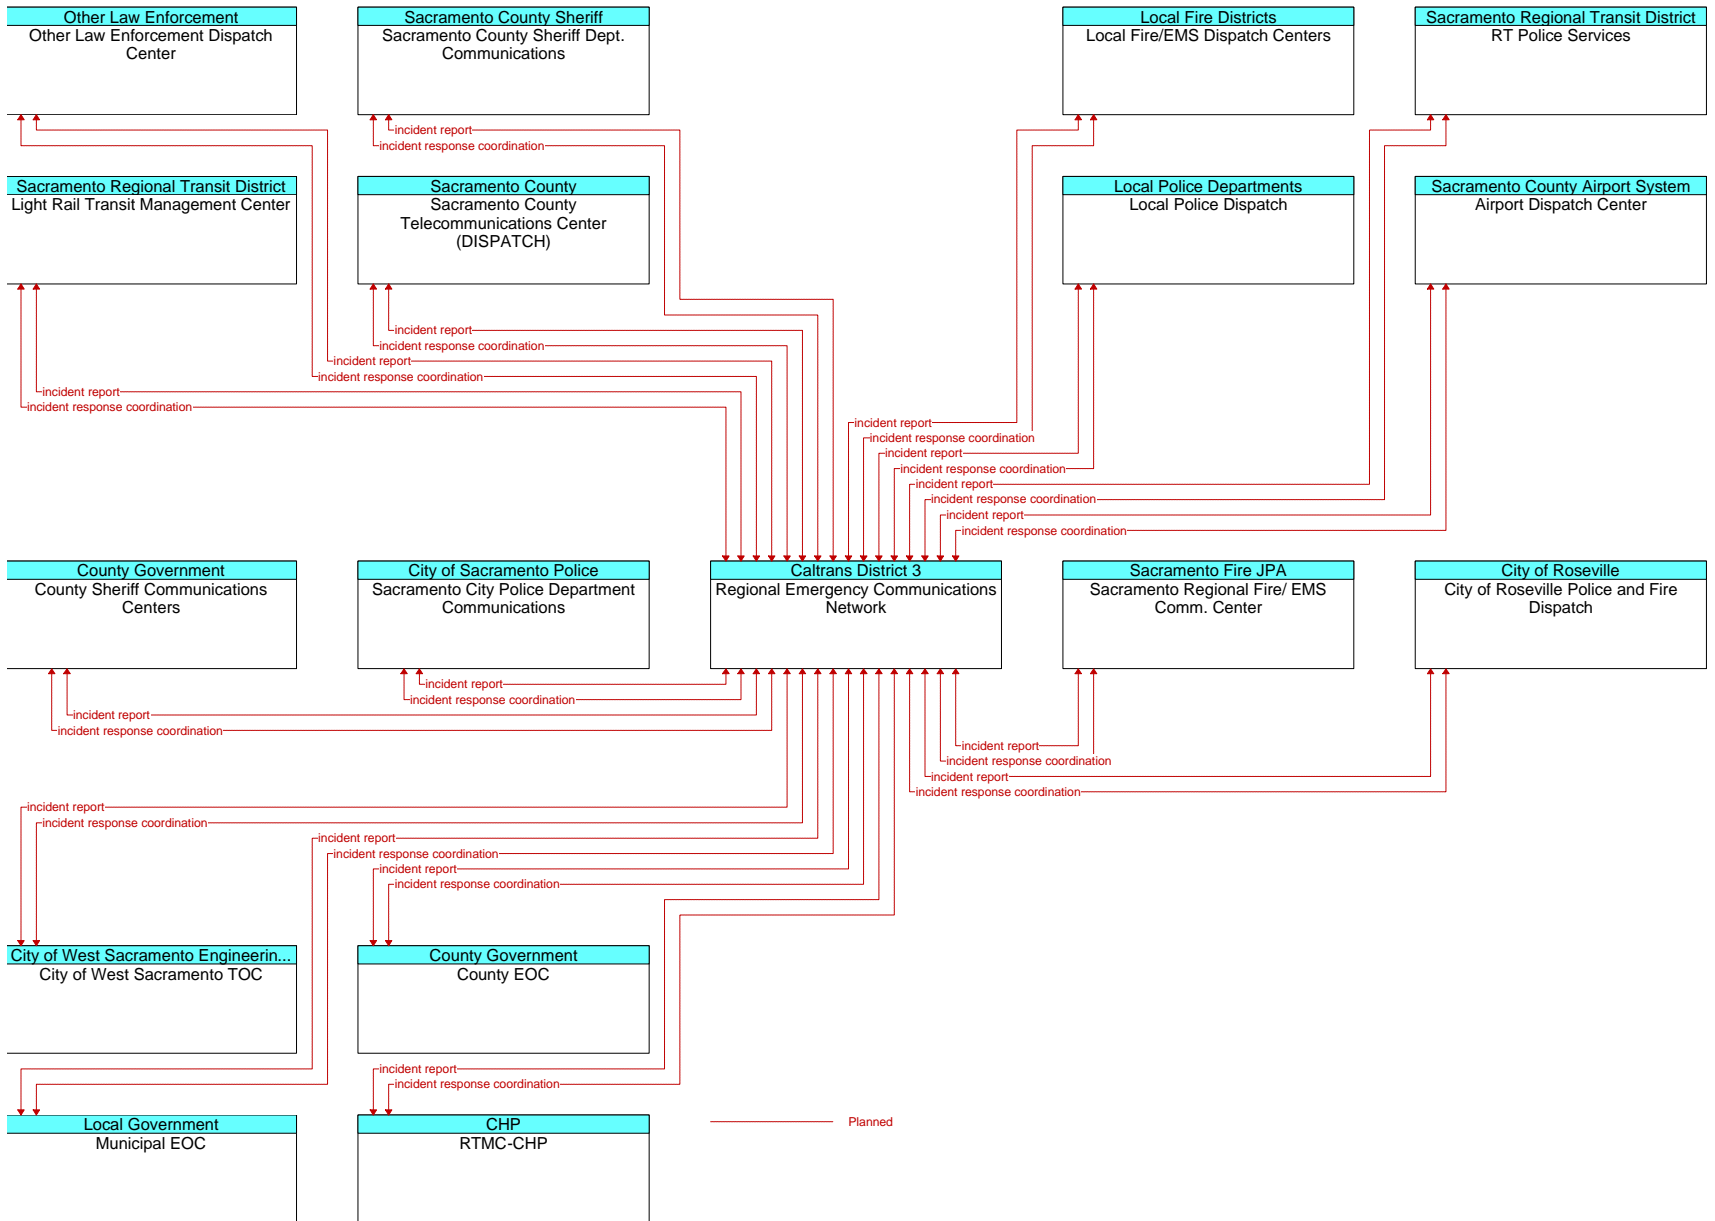 Other Law Enforcement
Other Law Enforcement Dispatch
Center
Sacramento County Sheriff
Sacramento County Sheriff Dept.
Communications
Local Fire Districts
Local Fire/EMS Dispatch Centers
Sacramento Regional Transit District
RT Police Services
incident report
incident response coordination
Sacramento Regional Transit District
Light Rail Transit Management Center
Sacramento County
Sacramento County
Telecommunications Center
(DISPATCH)
Local Police Departments
Local Police Dispatch
Sacramento County Airport System
Airport Dispatch Center
incident report
incident response coordination
incident report
incident response coordination
incident report
incident response coordination
incident report
incident response coordination
incident report
incident response coordination
incident report
incident response coordination
incident report
incident response coordination
County Government
County Sheriff Communications
Centers
City of Sacramento Police
Sacramento City Police Department
Communications
Caltrans District 3
Regional Emergency Communications
Network
Sacramento Fire JPA
Sacramento Regional Fire/ EMS
Comm. Center
City of Roseville
City of Roseville Police and Fire
Dispatch
incident report
incident response coordination
incident report
incident response coordination
incident report
incident response coordination
incident report
incident response coordination
incident report
incident response coordination
incident report
incident response coordination
incident report
incident response coordination
City of West Sacramento Engineerin...
City of West Sacramento TOC
County Government
County EOC
incident report
incident response coordination
Local Government
Municipal EOC
CHP
RTMC-CHP
Planned